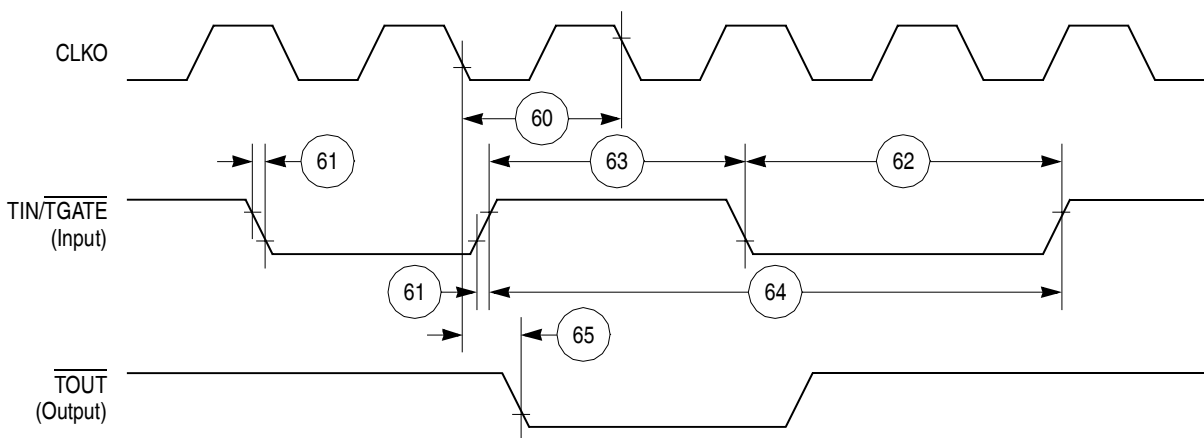 CLKO
60
61
63
62
TIN/TGATE
(Input)
61
64
65
TOUT
(Output)